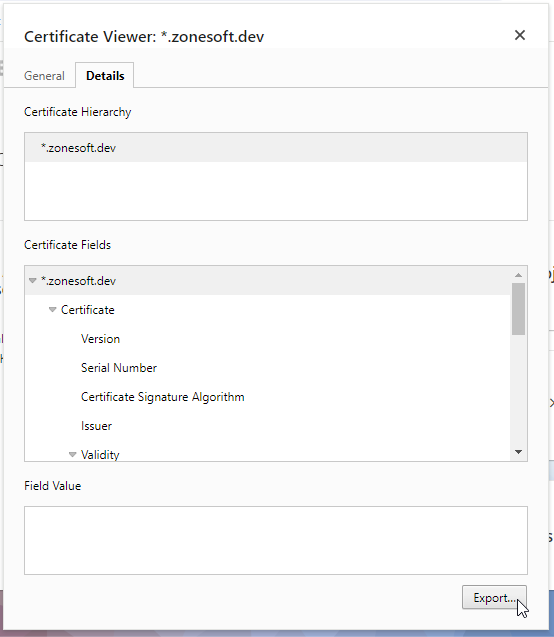 Certificate Viewer: *.zonesoft.dev
General Details
Certificate Hierarchy
*.zonesoft.dev
Certificate Fields
*.zonesoft.dev
Certificate
Version
Serial Number
Certificate Signature Algorithm
Issuer
Validity
Field Value
Export...